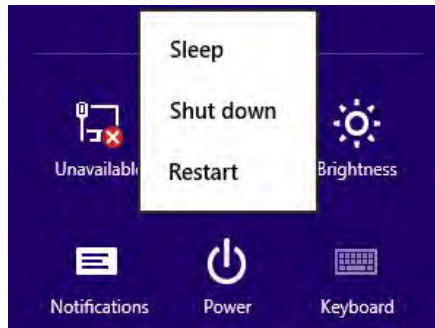 Sleep
Shut down
Restart
Unavailabl
Brightness
Notifications
Power
Keyboard